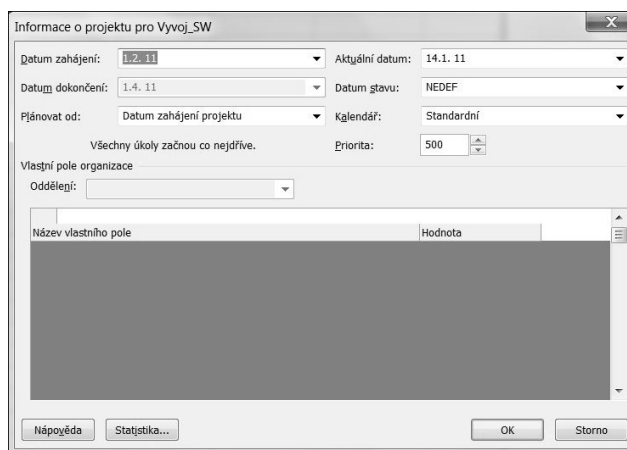 Informace o projektu pro Vyvoj_SW
Datum zahájení: 1.2. 11 Aktuální datum: 14.1. 11
Datum dokončení: 1.4. 11 Datum stavu: NEDEF
Plánovat od: Datum zahájení projektu Kalendář: Standardní
Všechny úkoly začnou co nejdříve. Priorita: 500
Vlastní pole organizace
Oddělení:
Název vlastního pole Hodnota
Nápověda Statistika... OK Storno